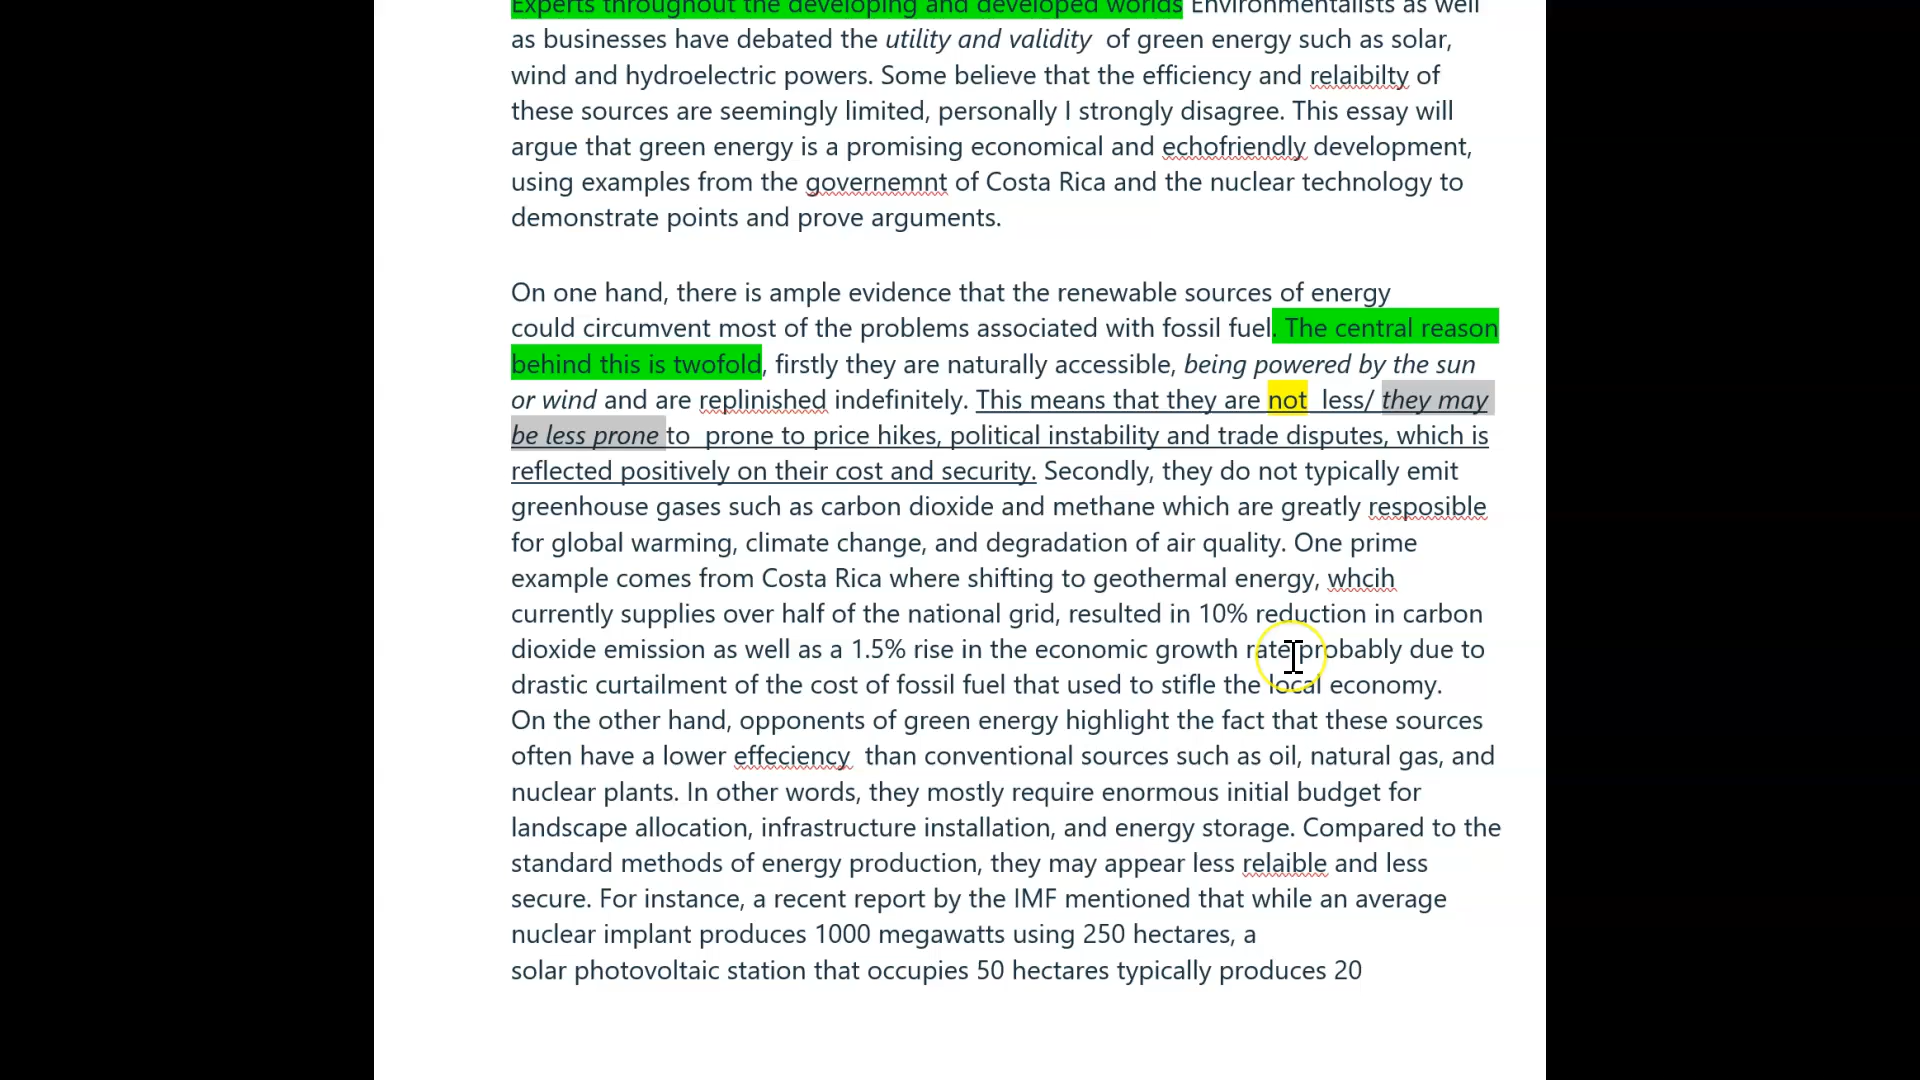 Experts throughout the developing and developed worlds Environmentalists as well
as businesses have debated the utility and validity of green energy such as solar,
wind and hydroelectric powers. Some believe that the efficiency and relaibilty of
these sources are seemingly limited, personally I strongly disagree. This essay will
argue that green energy is a promising economical and echofriendly development,
using examples from the governemnt of Costa Rica and the nuclear technology to
demonstrate points and prove arguments.
On one hand, there is ample evidence that the renewable sources of energy
could circumvent most of the problems associated with fossil fuel. The central reason
behind this is twofold, firstly they are naturally accessible, being powered by the sun
or wind and are replinished indefinitely. This means that they are not less/ they may
be less prone to prone to price hikes, political instability and trade disputes, which is
reflected positively on their cost and security. Secondly, they do not typically emit
greenhouse gases such as carbon dioxide and methane which are greatly resposible
for global warming, climate change, and degradation of air quality. One prime
example comes from Costa Rica where shifting to geothermal energy, whcih
currently supplies over half of the national grid, resulted in 10% reduction in carbon
dioxide emission as well as a 1.5% rise in the economic growth rate probably due to
drastic curtailment of the cost of fossil fuel that used to stifle the local economy.
On the other hand, opponents of green energy highlight the fact that these sources
often have a lower effeciency than conventional sources such as oil, natural gas, and
nuclear plants. In other words, they mostly require enormous initial budget for
landscape allocation, infrastructure installation, and energy storage. Compared to the
standard methods of energy production, they may appear less relaible and less
secure. For instance, a recent report by the IMF mentioned that while an average
nuclear implant produces 1000 megawatts using 250 hectares, a
solar photovoltaic station that occupies 50 hectares typically produces 20